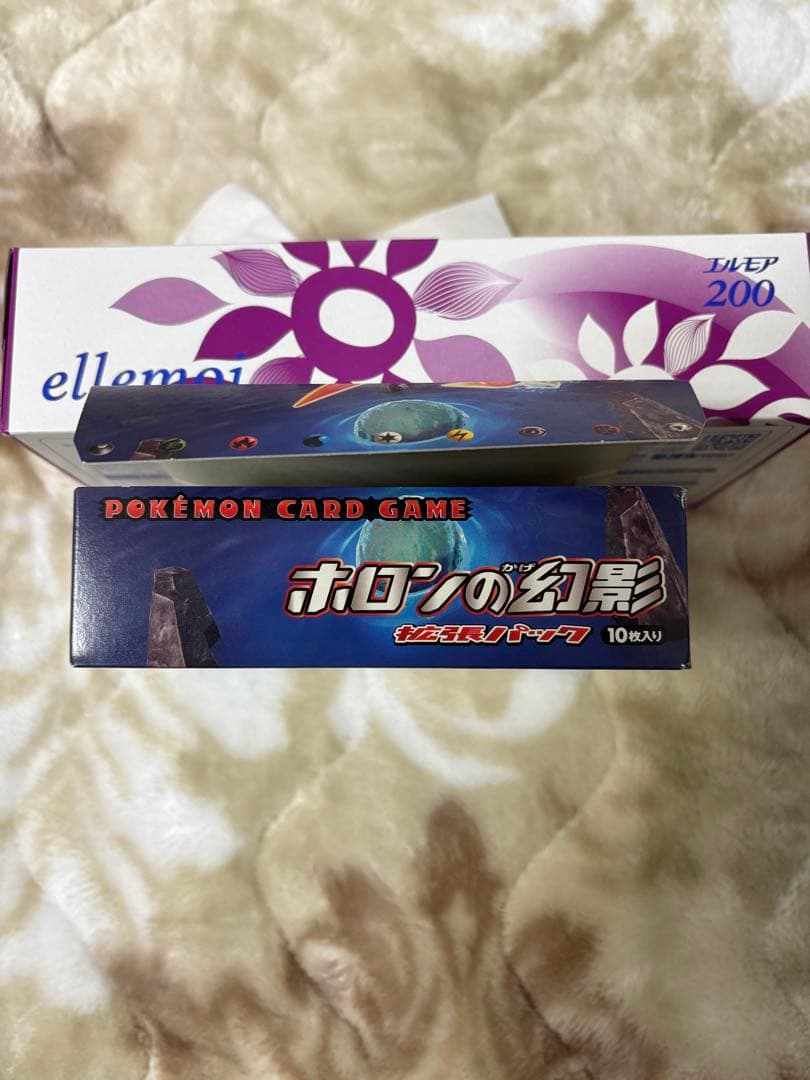 エルモア
200
ellemoi
POKÉMON CARD GAME
かげ
ホロンの幻影
拡張パック 10枚入り